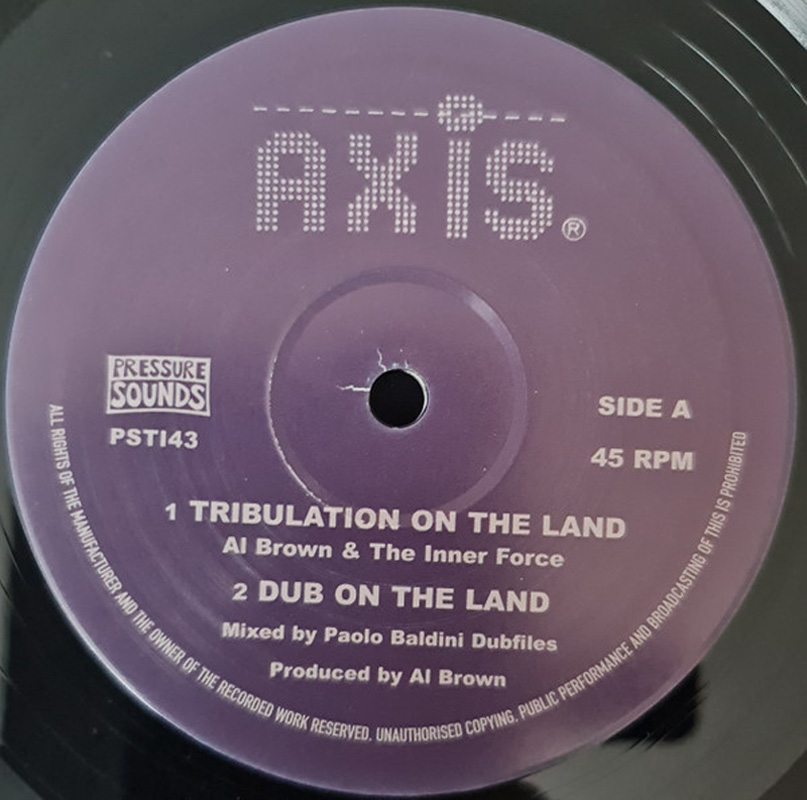 AXIS®
PRESSURE
SOUNDS
PSTI43
SIDE A
45 RPM
1 TRIBULATION ON THE LAND
Al Brown & The Inner Force
2 DUB ON THE LAND
Mixed by Paolo Baldini Dubfiles
Produced by Al Brown
ALL RIGHTS OF THE MANUFACTURER AND THE OWNER OF THE RECORDED WORK RESERVED. UNAUTHORISED COPYING, PUBLIC PERFORMANCE AND BROADCASTING OF THIS IS PROHIBITED